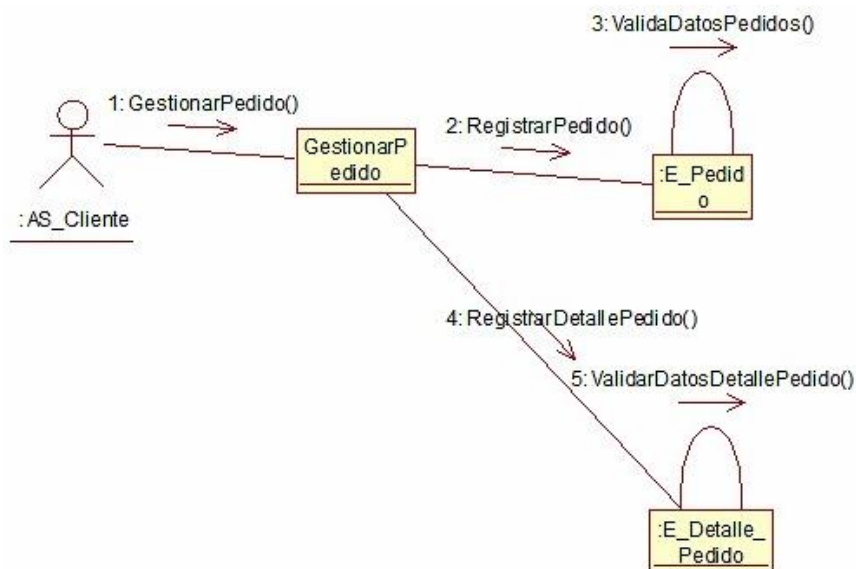 3: ValidaDatosPedidos()
1: GestionarPedido()
2: RegistrarPedido()
GestionarP
edido
:E_Pedid
o
: AS_Cliente
4: RegistrarDetallePedido()
5: ValidarDatosDetallePedido()
:E_Detalle_
Pedido